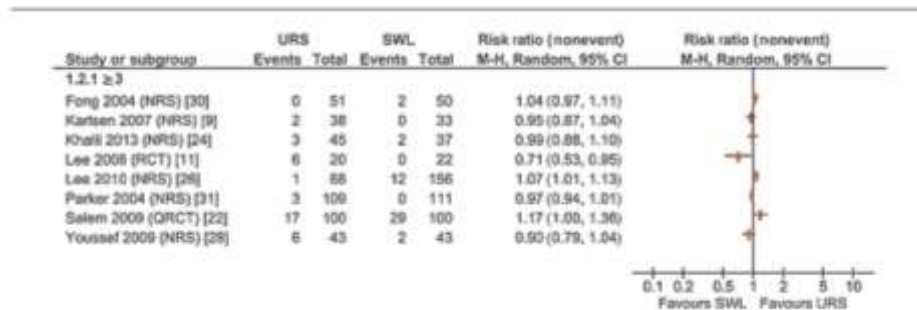 URS SWL Risk ratio (nonevent) Risk ratio (nonevent)
Study or subgroup Events Total Events Total M-H, Random, 95% CI M-H, Random, 95% CI
1.2.1 ≥3
Fong 2004 (NRS) [30] 0 51 2 50 1.04 (0.97, 1.11)
Karlsen 2007 (NRS) [9] 2 38 0 33 0.95 (0.87, 1.04)
Khalil 2013 (NRS) [24] 3 45 2 37 0.99 (0.88, 1.10)
Lee 2006 (RCT) [11] 6 20 0 22 0.71 (0.53, 0.95)
Lee 2010 (NRS) [26] 1 68 12 156 1.07 (1.01, 1.13)
Parker 2004 (NRS) [31] 3 109 0 111 0.97 (0.94, 1.01)
Salem 2009 (QRCT) [22] 17 100 29 100 1.17 (1.00, 1.36)
Youssef 2009 (NRS) [28] 6 43 2 43 0.90 (0.79, 1.04)
0.1 0.2 0.5 1 2 5 10
Favours SWL Favours URS